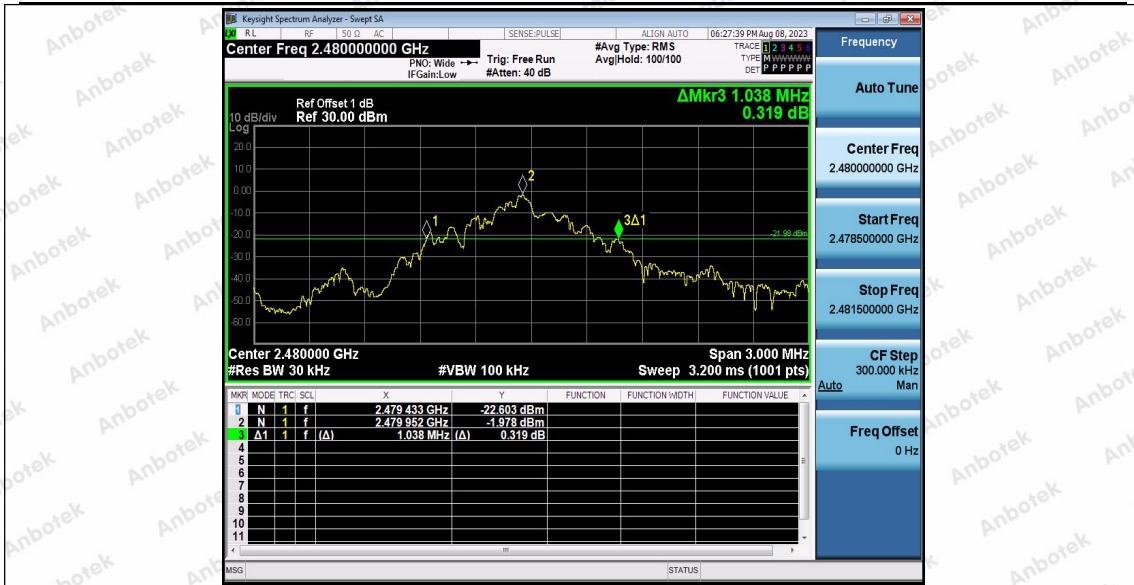 Keysight Spectrum Analyzer - Swept SA
LXI RL RF 50 Ω AC SENSE:PULSE ALIGN AUTO 06:27:39 PM Aug 08, 2023
Center Freq 2.480000000 GHz
PNO: Wide
IFGain:Low
Trig: Free Run
#Atten: 40 dB
#Avg Type: RMS
Avg|Hold: 100/100
TRACE 1 2 3 4 5 6
TYPE M WWWWW
DET P P P P P P
Ref Offset 1 dB
10 dB/div Ref 30.00 dBm
Log
ΔMkr3 1.038 MHz
0.319 dB
20.0
10.0
0.00
-10.0
-20.0
-30.0
-40.0
-50.0
-60.0
1
2
3Δ1
-21.98 dBm
Center 2.480000 GHz Span 3.000 MHz
#Res BW 30 kHz #VBW 100 kHz Sweep 3.200 ms (1001 pts)
MKR MODE TRC SCL X Y FUNCTION FUNCTION WIDTH FUNCTION VALUE
1 N 1 f 2.479 433 GHz -22.603 dBm
2 N 1 f 2.479 952 GHz -1.978 dBm
3 Δ1 1 f (Δ) 1.038 MHz (Δ) 0.319 dB
4
5
6
7
8
9
10
11
MSG STATUS
Frequency
Auto Tune
Center Freq
2.480000000 GHz
Start Freq
2.478500000 GHz
Stop Freq
2.481500000 GHz
CF Step
300.000 kHz
Auto Man
Freq Offset
0 Hz
Anbotek